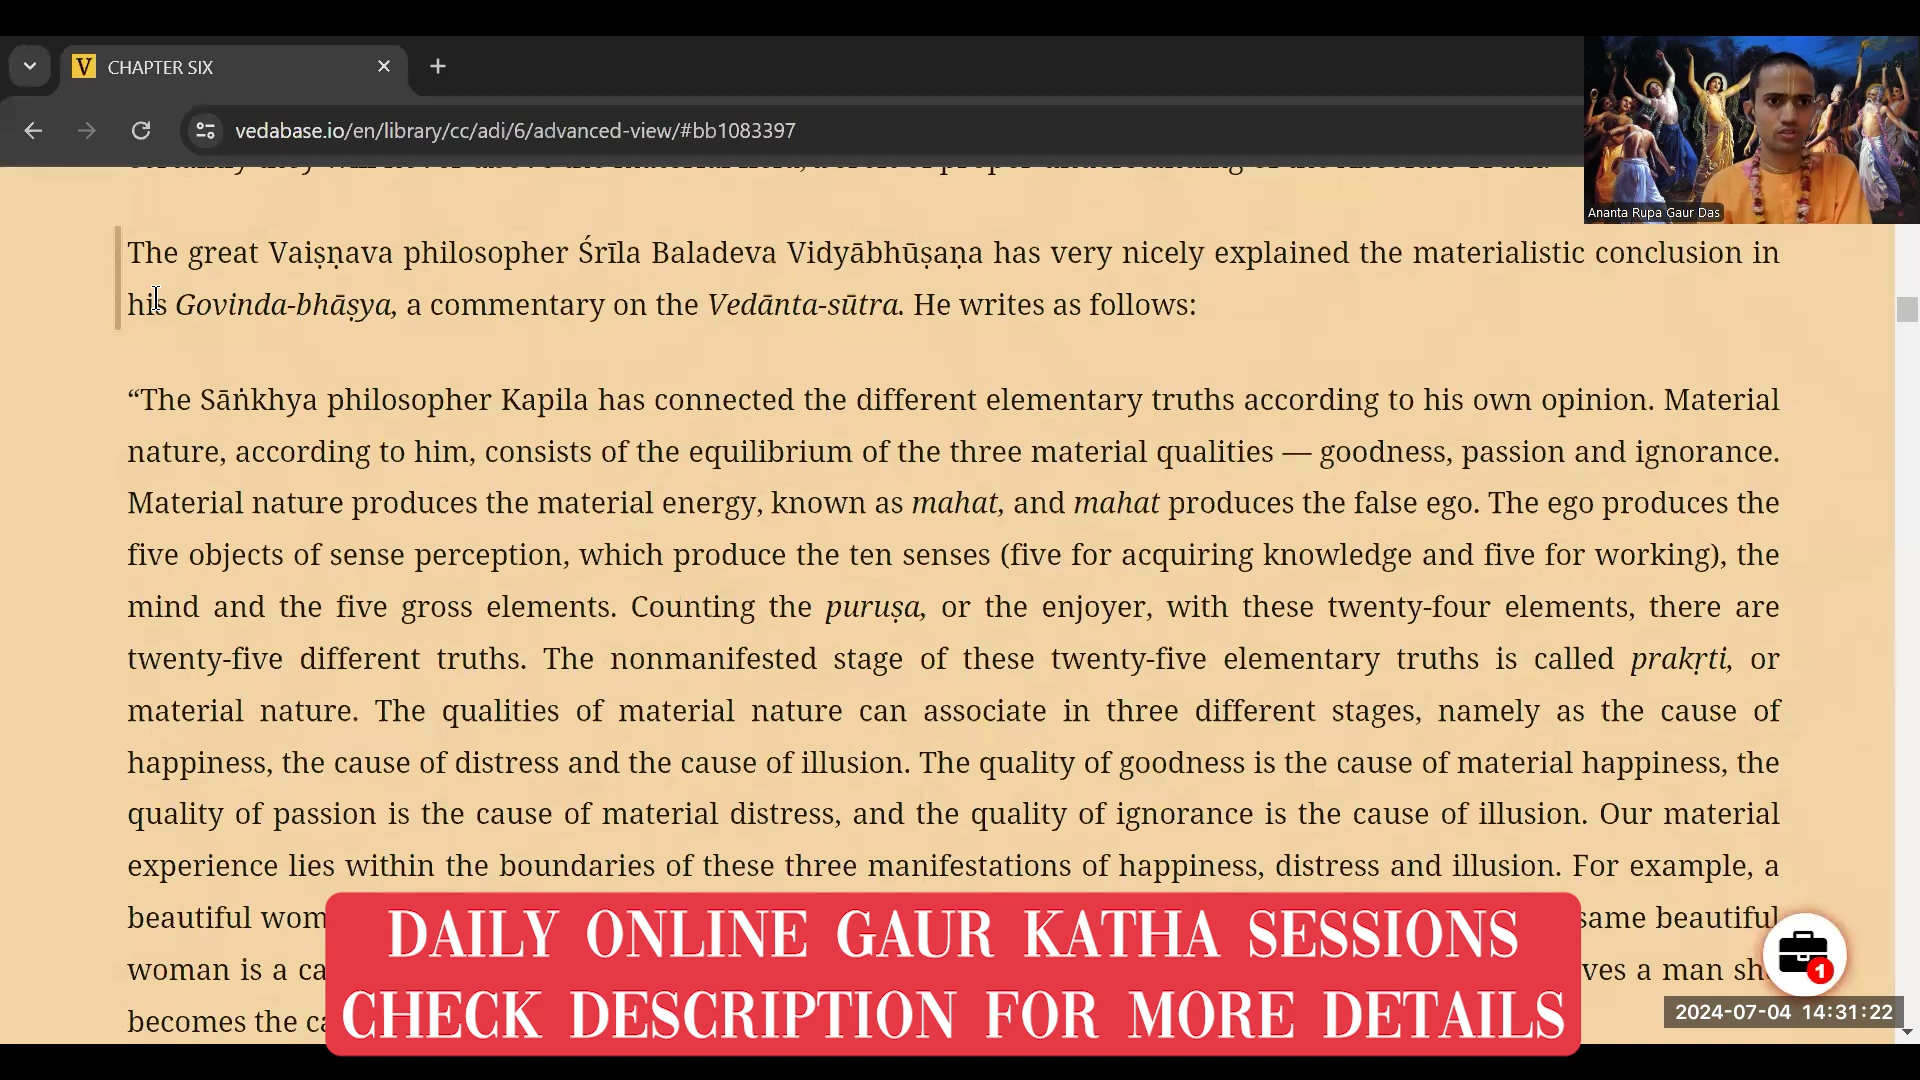 CHAPTER SIX
vedabase.io/en/library/cc/adi/6/advanced-view/#bb1083397
Ananta Rupa Gaur Das
The great Vaiṣṇava philosopher Śrīla Baladeva Vidyābhūṣaṇa has very nicely explained the materialistic conclusion in
his Govinda-bhāṣya, a commentary on the Vedānta-sūtra. He writes as follows:
“The Sāṅkhya philosopher Kapila has connected the different elementary truths according to his own opinion. Material
nature, according to him, consists of the equilibrium of the three material qualities — goodness, passion and ignorance.
Material nature produces the material energy, known as mahat, and mahat produces the false ego. The ego produces the
five objects of sense perception, which produce the ten senses (five for acquiring knowledge and five for working), the
mind and the five gross elements. Counting the puruṣa, or the enjoyer, with these twenty-four elements, there are
twenty-five different truths. The nonmanifested stage of these twenty-five elementary truths is called prakṛti, or
material nature. The qualities of material nature can associate in three different stages, namely as the cause of
happiness, the cause of distress and the cause of illusion. The quality of goodness is the cause of material happiness, the
quality of passion is the cause of material distress, and the quality of ignorance is the cause of illusion. Our material
experience lies within the boundaries of these three manifestations of happiness, distress and illusion. For example, a
beautiful same beautiful
woman is a a man
becomes the
DAILY ONLINE GAUR KATHA SESSIONS
CHECK DESCRIPTION FOR MORE DETAILS
1
2024-07-04 14:31:22